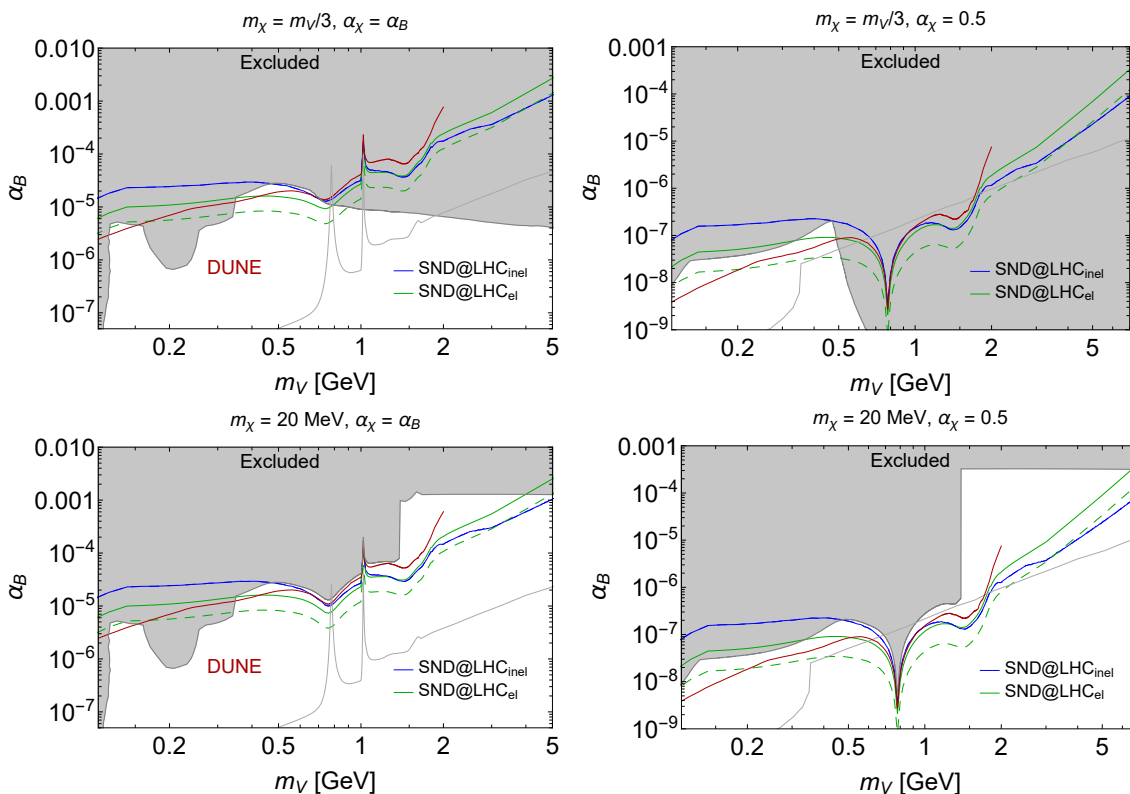 m_χ = m_V/3, α_χ = α_B
Excluded
0.010
0.001
10⁻⁴
10⁻⁵
10⁻⁶
10⁻⁷
α_B
DUNE
SND@LHC_inel
SND@LHC_el
0.2 0.5 1 2 5
m_V [GeV]
m_χ = m_V/3, α_χ = 0.5
Excluded
0.001
10⁻⁴
10⁻⁵
10⁻⁶
10⁻⁷
10⁻⁸
10⁻⁹
α_B
SND@LHC_inel
SND@LHC_el
0.2 0.5 1 2 5
m_V [GeV]
m_χ = 20 MeV, α_χ = α_B
Excluded
0.010
0.001
10⁻⁴
10⁻⁵
10⁻⁶
10⁻⁷
α_B
DUNE
SND@LHC_inel
SND@LHC_el
0.2 0.5 1 2 5
m_V [GeV]
m_χ = 20 MeV, α_χ = 0.5
Excluded
0.001
10⁻⁴
10⁻⁵
10⁻⁶
10⁻⁷
10⁻⁸
10⁻⁹
α_B
SND@LHC_inel
SND@LHC_el
0.2 0.5 1 2 5
m_V [GeV]